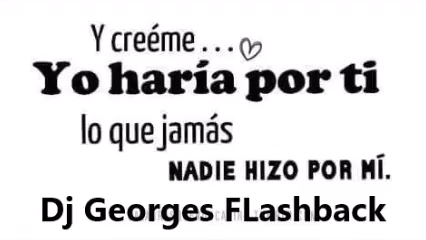 Y creéme...
Yo haría por ti
lo que jamás
NADIE HIZO POR MÍ.
Dj Georges FLashback